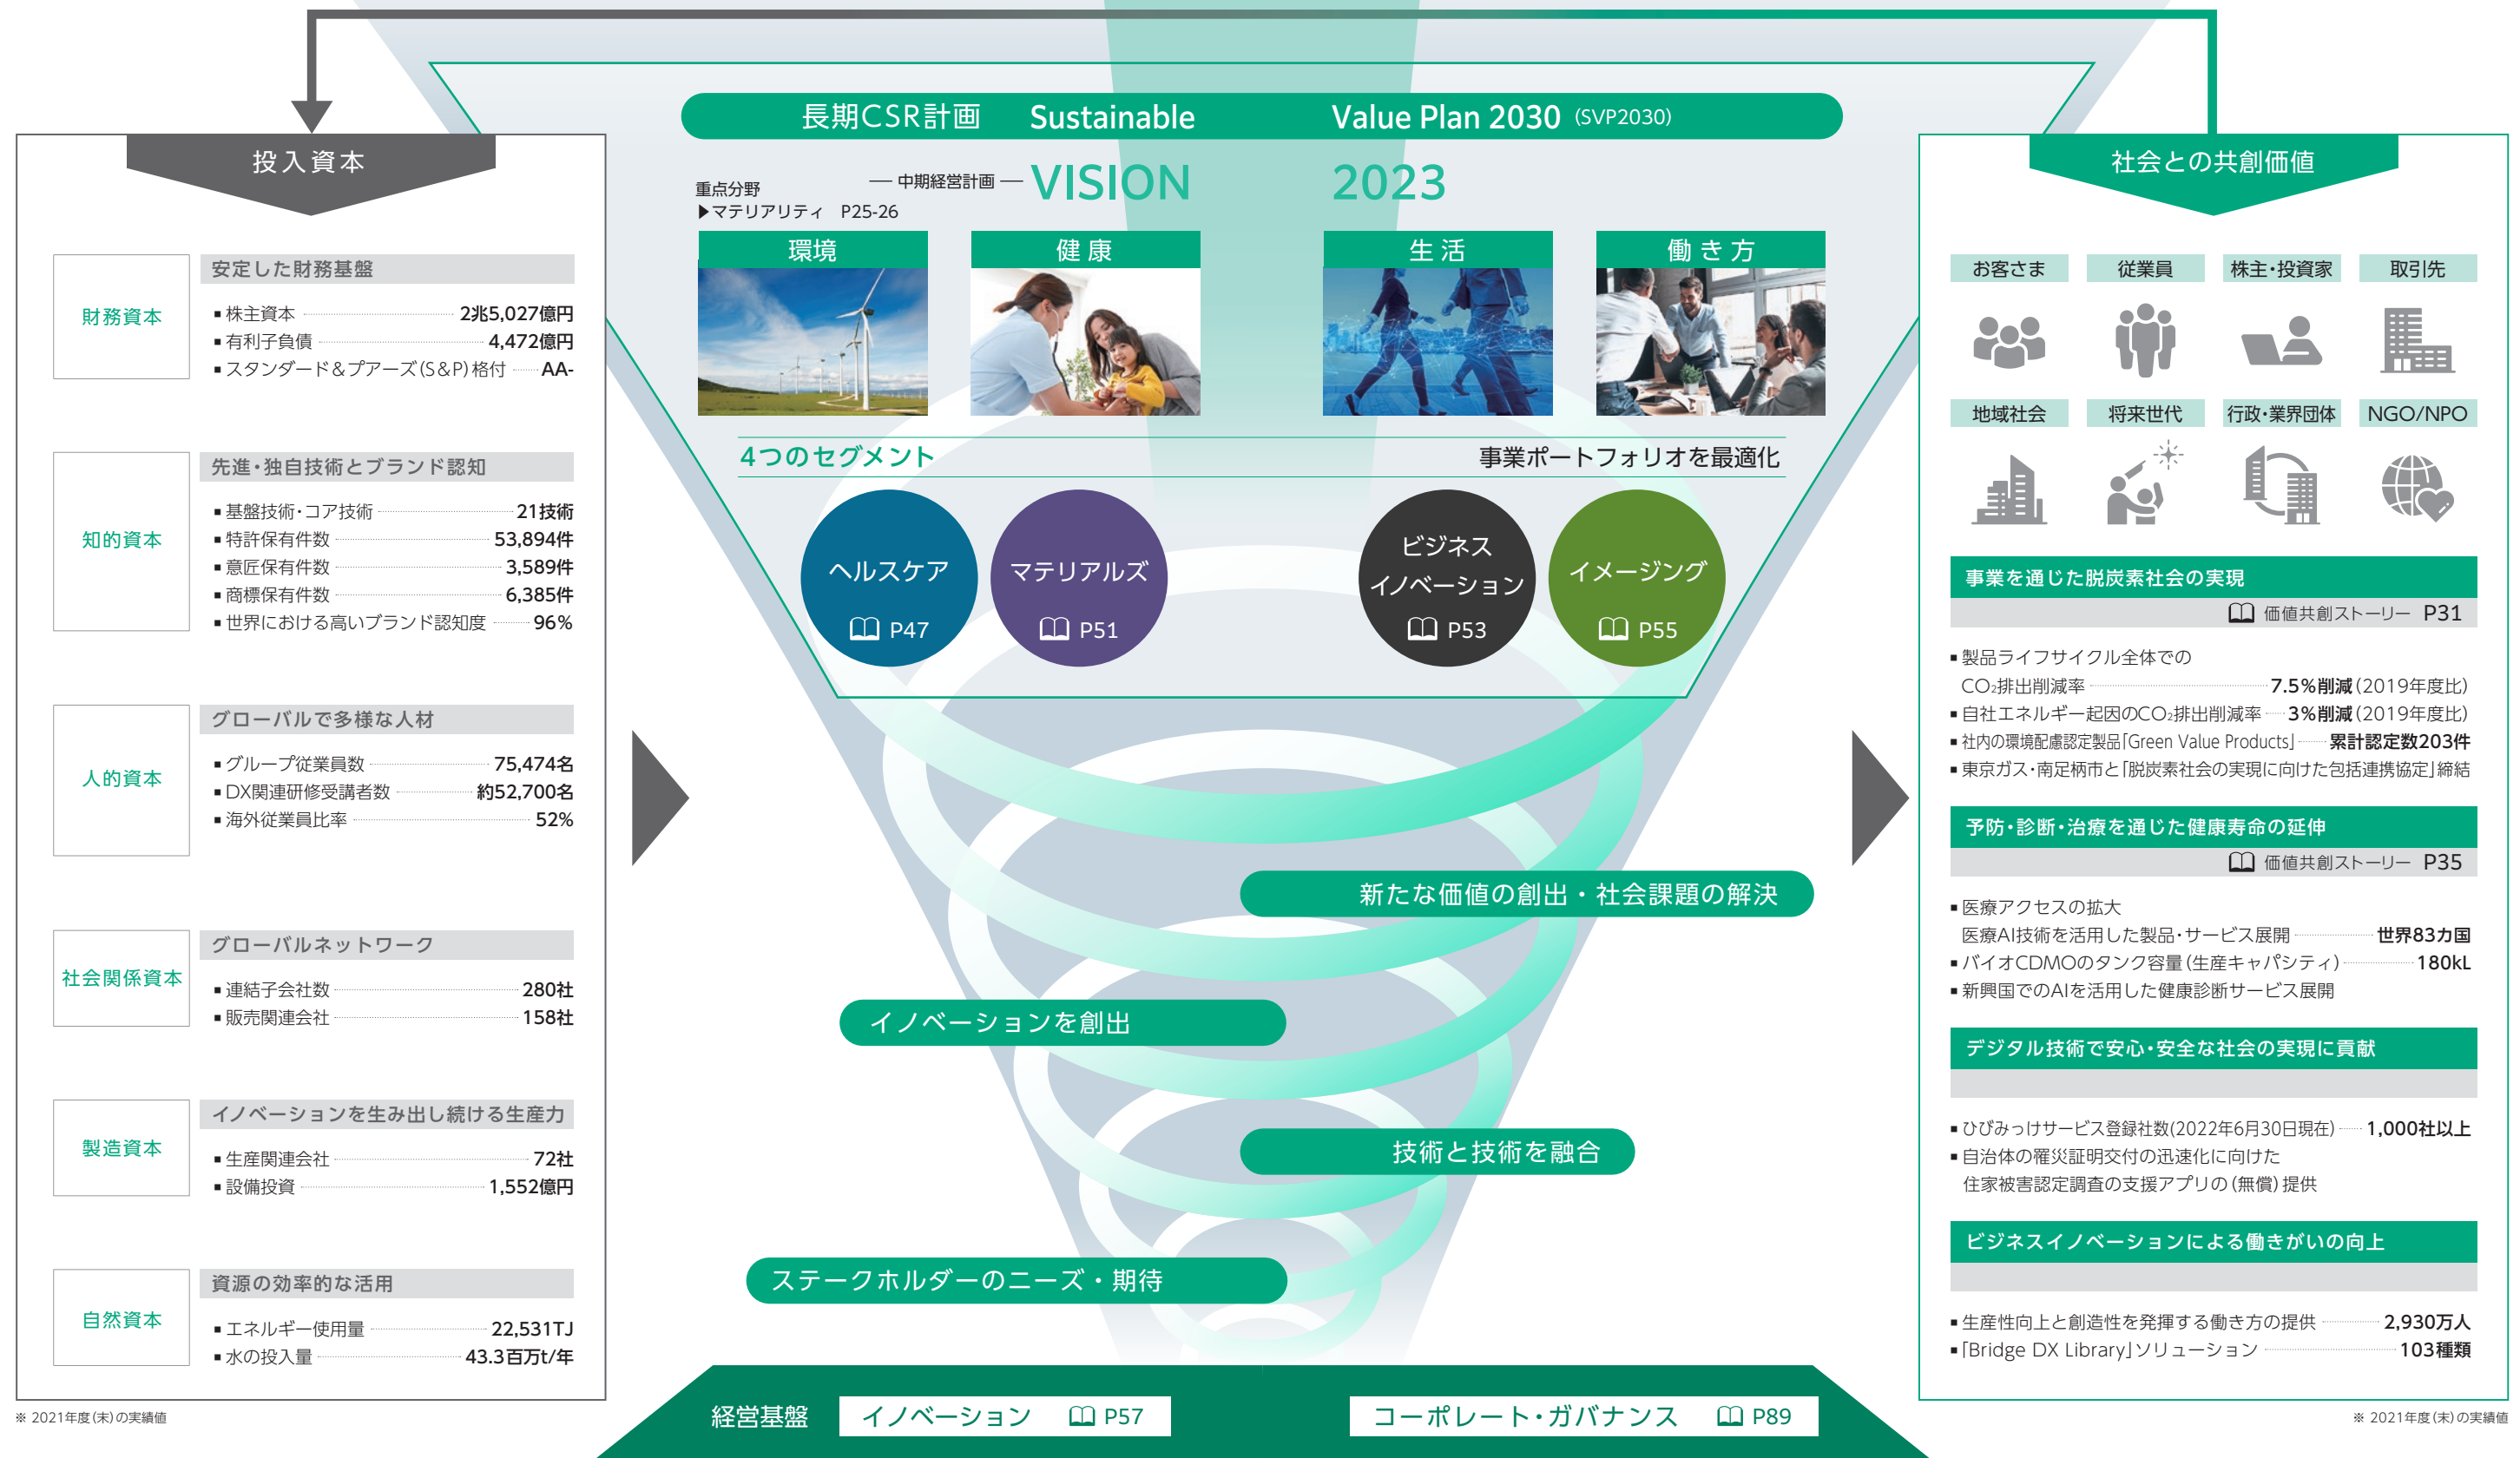 長期CSR計画 Sustainable Value Plan 2030 (SVP2030)
重点分野
▶マテリアリティ P25-26
― 中期経営計画 ― VISION 2023
環境
健康
生活
働き方
4つのセグメント
事業ポートフォリオを最適化
ヘルスケア
P47
マテリアルズ
P51
ビジネス
イノベーション
P53
イメージング
P55
新たな価値の創出・社会課題の解決
イノベーションを創出
技術と技術を融合
ステークホルダーのニーズ・期待
経営基盤
イノベーション P57
コーポレート・ガバナンス P89
投入資本
財務資本
安定した財務基盤
■株主資本 2兆5,027億円
■有利子負債 4,472億円
■スタンダード&プアーズ(S&P)格付 AA-
知的資本
先進・独自技術とブランド認知
■基盤技術・コア技術 21技術
■特許保有件数 53,894件
■意匠保有件数 3,589件
■商標保有件数 6,385件
■世界における高いブランド認知度 96%
人的資本
グローバルで多様な人材
■グループ従業員数 75,474名
■DX関連研修受講者数 約52,700名
■海外従業員比率 52%
社会関係資本
グローバルネットワーク
■連結子会社数 280社
■販売関連会社 158社
製造資本
イノベーションを生み出し続ける生産力
■生産関連会社 72社
■設備投資 1,552億円
自然資本
資源の効率的な活用
■エネルギー使用量 22,531TJ
■水の投入量 43.3百万t/年
※ 2021年度(末)の実績値
社会との共創価値
お客さま
従業員
株主・投資家
取引先
地域社会
将来世代
行政・業界団体
NGO/NPO
事業を通じた脱炭素社会の実現
価値共創ストーリー P31
■製品ライフサイクル全体での
CO₂排出削減率 7.5%削減(2019年度比)
■自社エネルギー起因のCO₂排出削減率 3%削減(2019年度比)
■社内の環境配慮認定製品「Green Value Products」 累計認定数203件
■東京ガス・南足柄市と「脱炭素社会の実現に向けた包括連携協定」締結
予防・診断・治療を通じた健康寿命の延伸
価値共創ストーリー P35
■医療アクセスの拡大
医療AI技術を活用した製品・サービス展開 世界83カ国
■バイオCDMOのタンク容量(生産キャパシティ) 180kL
■新興国でのAIを活用した健康診断サービス展開
デジタル技術で安心・安全な社会の実現に貢献
■ひびみっけサービス登録社数(2022年6月30日現在) 1,000社以上
■自治体の罹災証明交付の迅速化に向けた
住家被害認定調査の支援アプリの(無償)提供
ビジネスイノベーションによる働きがいの向上
■生産性向上と創造性を発揮する働き方の提供 2,930万人
■「Bridge DX Library」ソリューション 103種類
※ 2021年度(末)の実績値